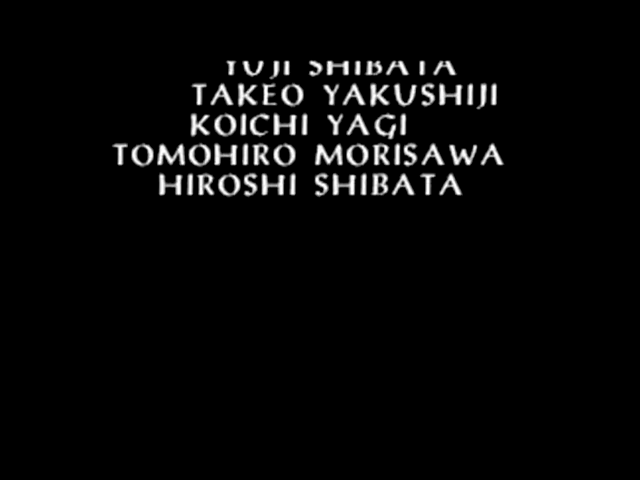 YUJI SHIBATA
TAKEO YAKUSHIJI
KOICHI YAGI
TOMOHIRO MORISAWA
HIROSHI SHIBATA